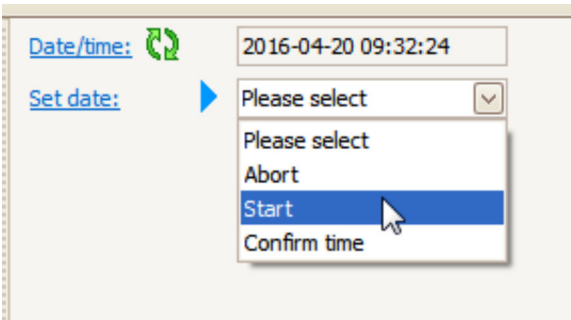 Date/time: 2016-04-20 09:32:24
Set date: Please select
Please select
Abort
Start
Confirm time